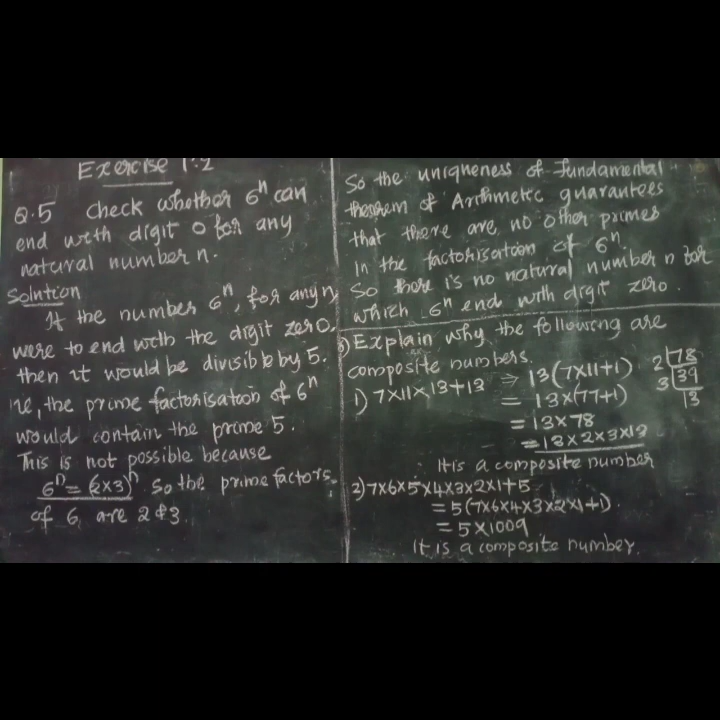 Exercise 1.2
Q.5 Check whether 6ⁿ can
end with digit 0 for any
natural number n.
Solution
If the number 6ⁿ, for any n,
were to end with the digit zero.
then it would be divisible by 5.
ie, the prime factorisation of 6ⁿ
would contain the prime 5.
This is not possible because
6ⁿ = (2×3)ⁿ so the prime factors
of 6 are 2 & 3
So the uniqueness of Fundamental
theorem of Arithmetic guarantees
that there are no other primes
in the factorisation of 6ⁿ.
So there is no natural number n for
which 6ⁿ end with digit zero.
6) Explain why the following are
composite numbers.
1) 7×11×13+13 ⇒ 13(7×11+1)
= 13×(77+1)
= 13×78
= 13×2×3×13
2 78
3 39
13
∴ It is a composite number
2) 7×6×5×4×3×2×1+5
= 5(7×6×4×3×2×1+1)
= 5×1009
It is a composite number.